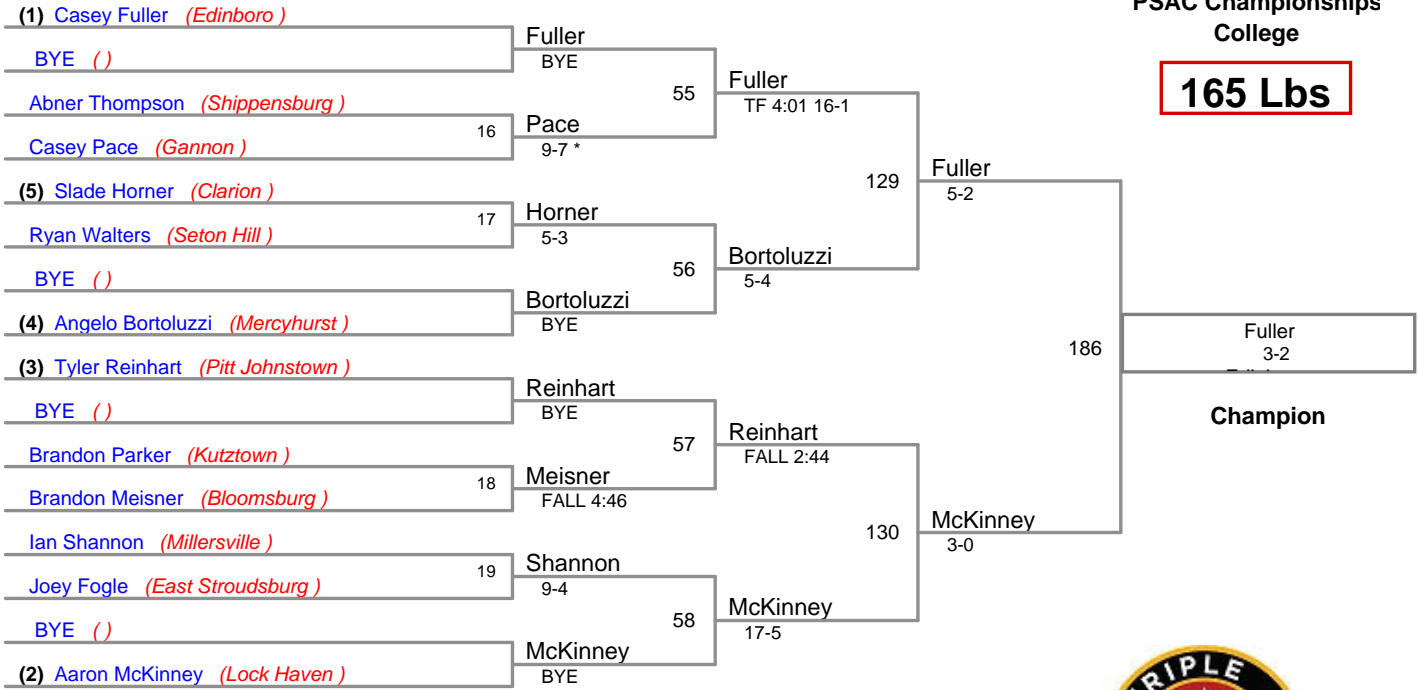 PSAC Championships
College
165 Lbs
(1) Casey Fuller (Edinboro )
BYE ( )
Abner Thompson (Shippensburg )
Casey Pace (Gannon )
(5) Slade Horner (Clarion )
Ryan Walters (Seton Hill )
BYE ( )
(4) Angelo Bortoluzzi (Mercyhurst )
(3) Tyler Reinhart (Pitt Johnstown )
BYE ( )
Brandon Parker (Kutztown )
Brandon Meisner (Bloomsburg )
Ian Shannon (Millersville )
Joey Fogle (East Stroudsburg )
BYE ( )
(2) Aaron McKinney (Lock Haven )
16
17
18
19
Fuller
BYE
Pace
9-7 *
Horner
5-3
Bortoluzzi
BYE
Reinhart
BYE
Meisner
FALL 4:46
Shannon
9-4
McKinney
BYE
55
56
57
58
Fuller
TF 4:01 16-1
Bortoluzzi
5-4
Reinhart
FALL 2:44
McKinney
17-5
129
130
Fuller
5-2
McKinney
3-0
186
Fuller
3-2
Champion
TRIPLE